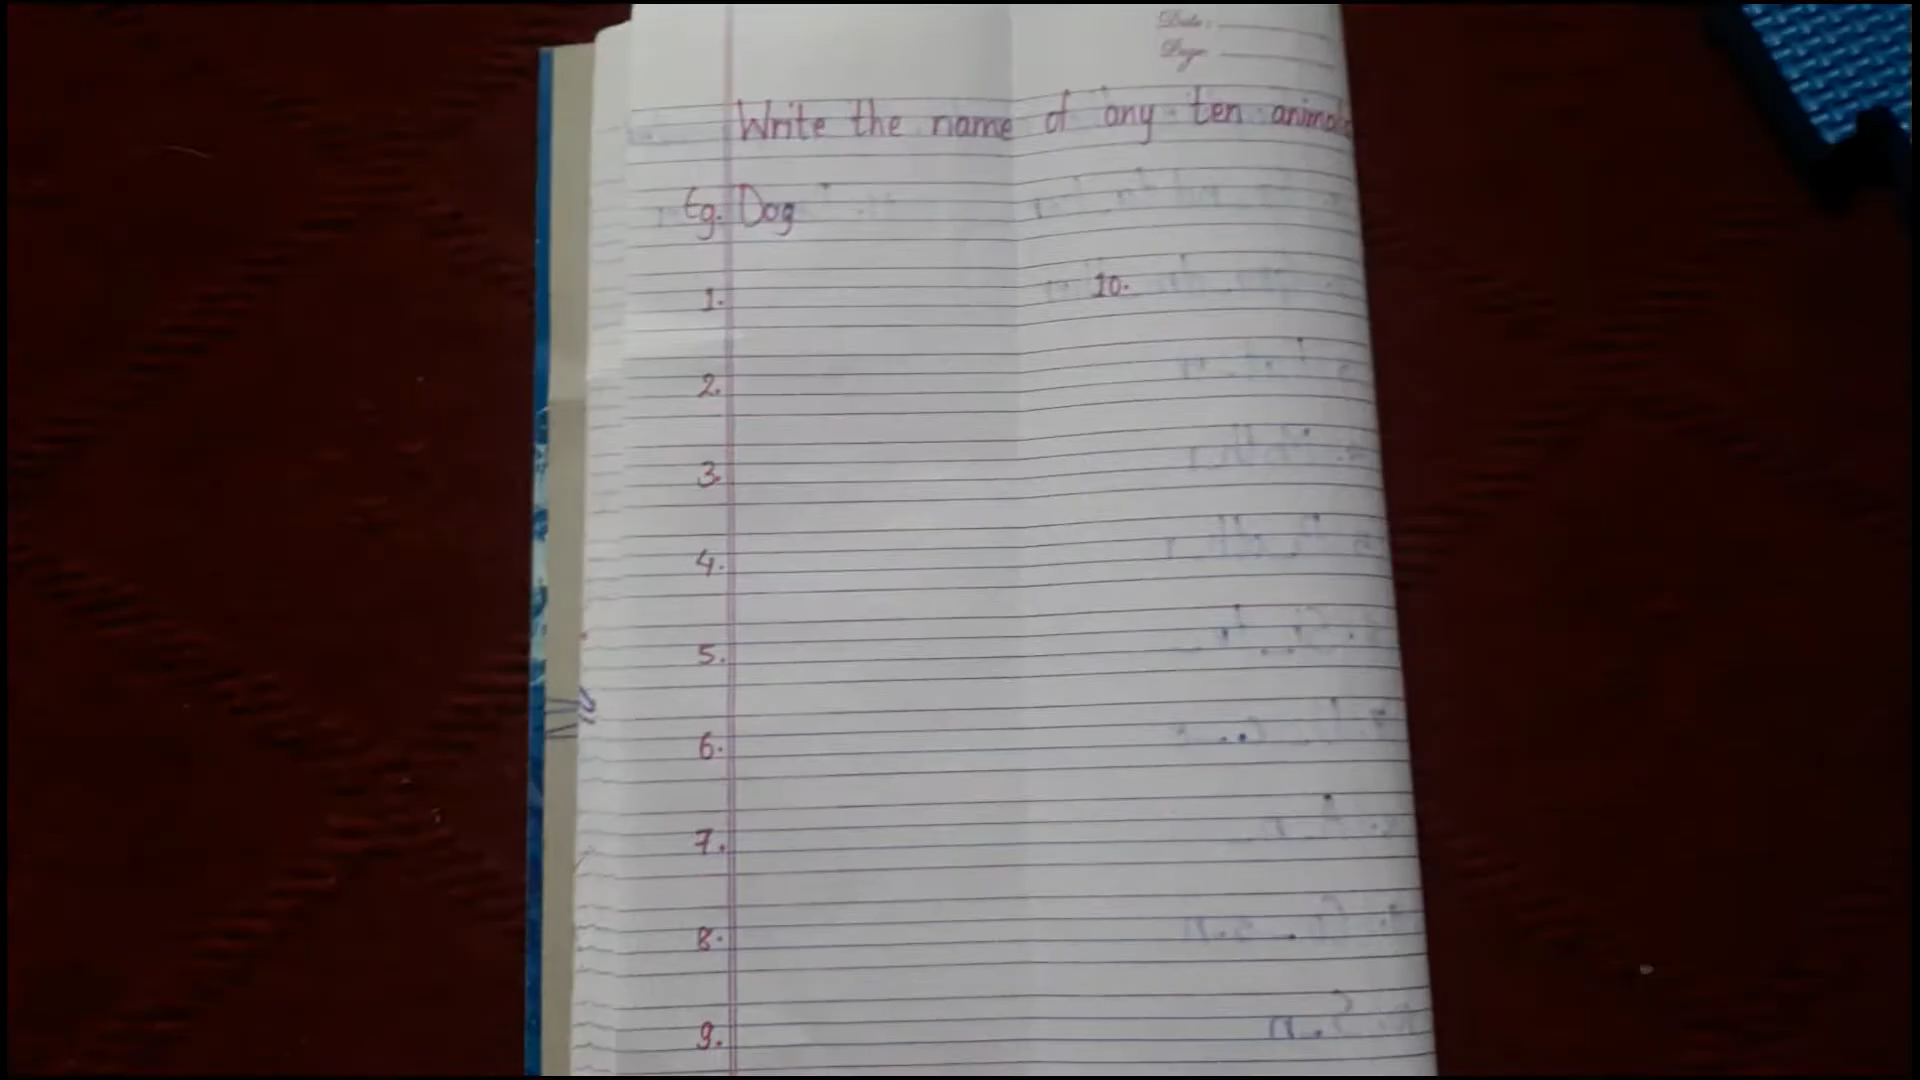 Date:
Page
Write the name of any ten animals
Eg. Dog
1.
2.
3.
4.
5.
6.
7.
8.
9.
10.